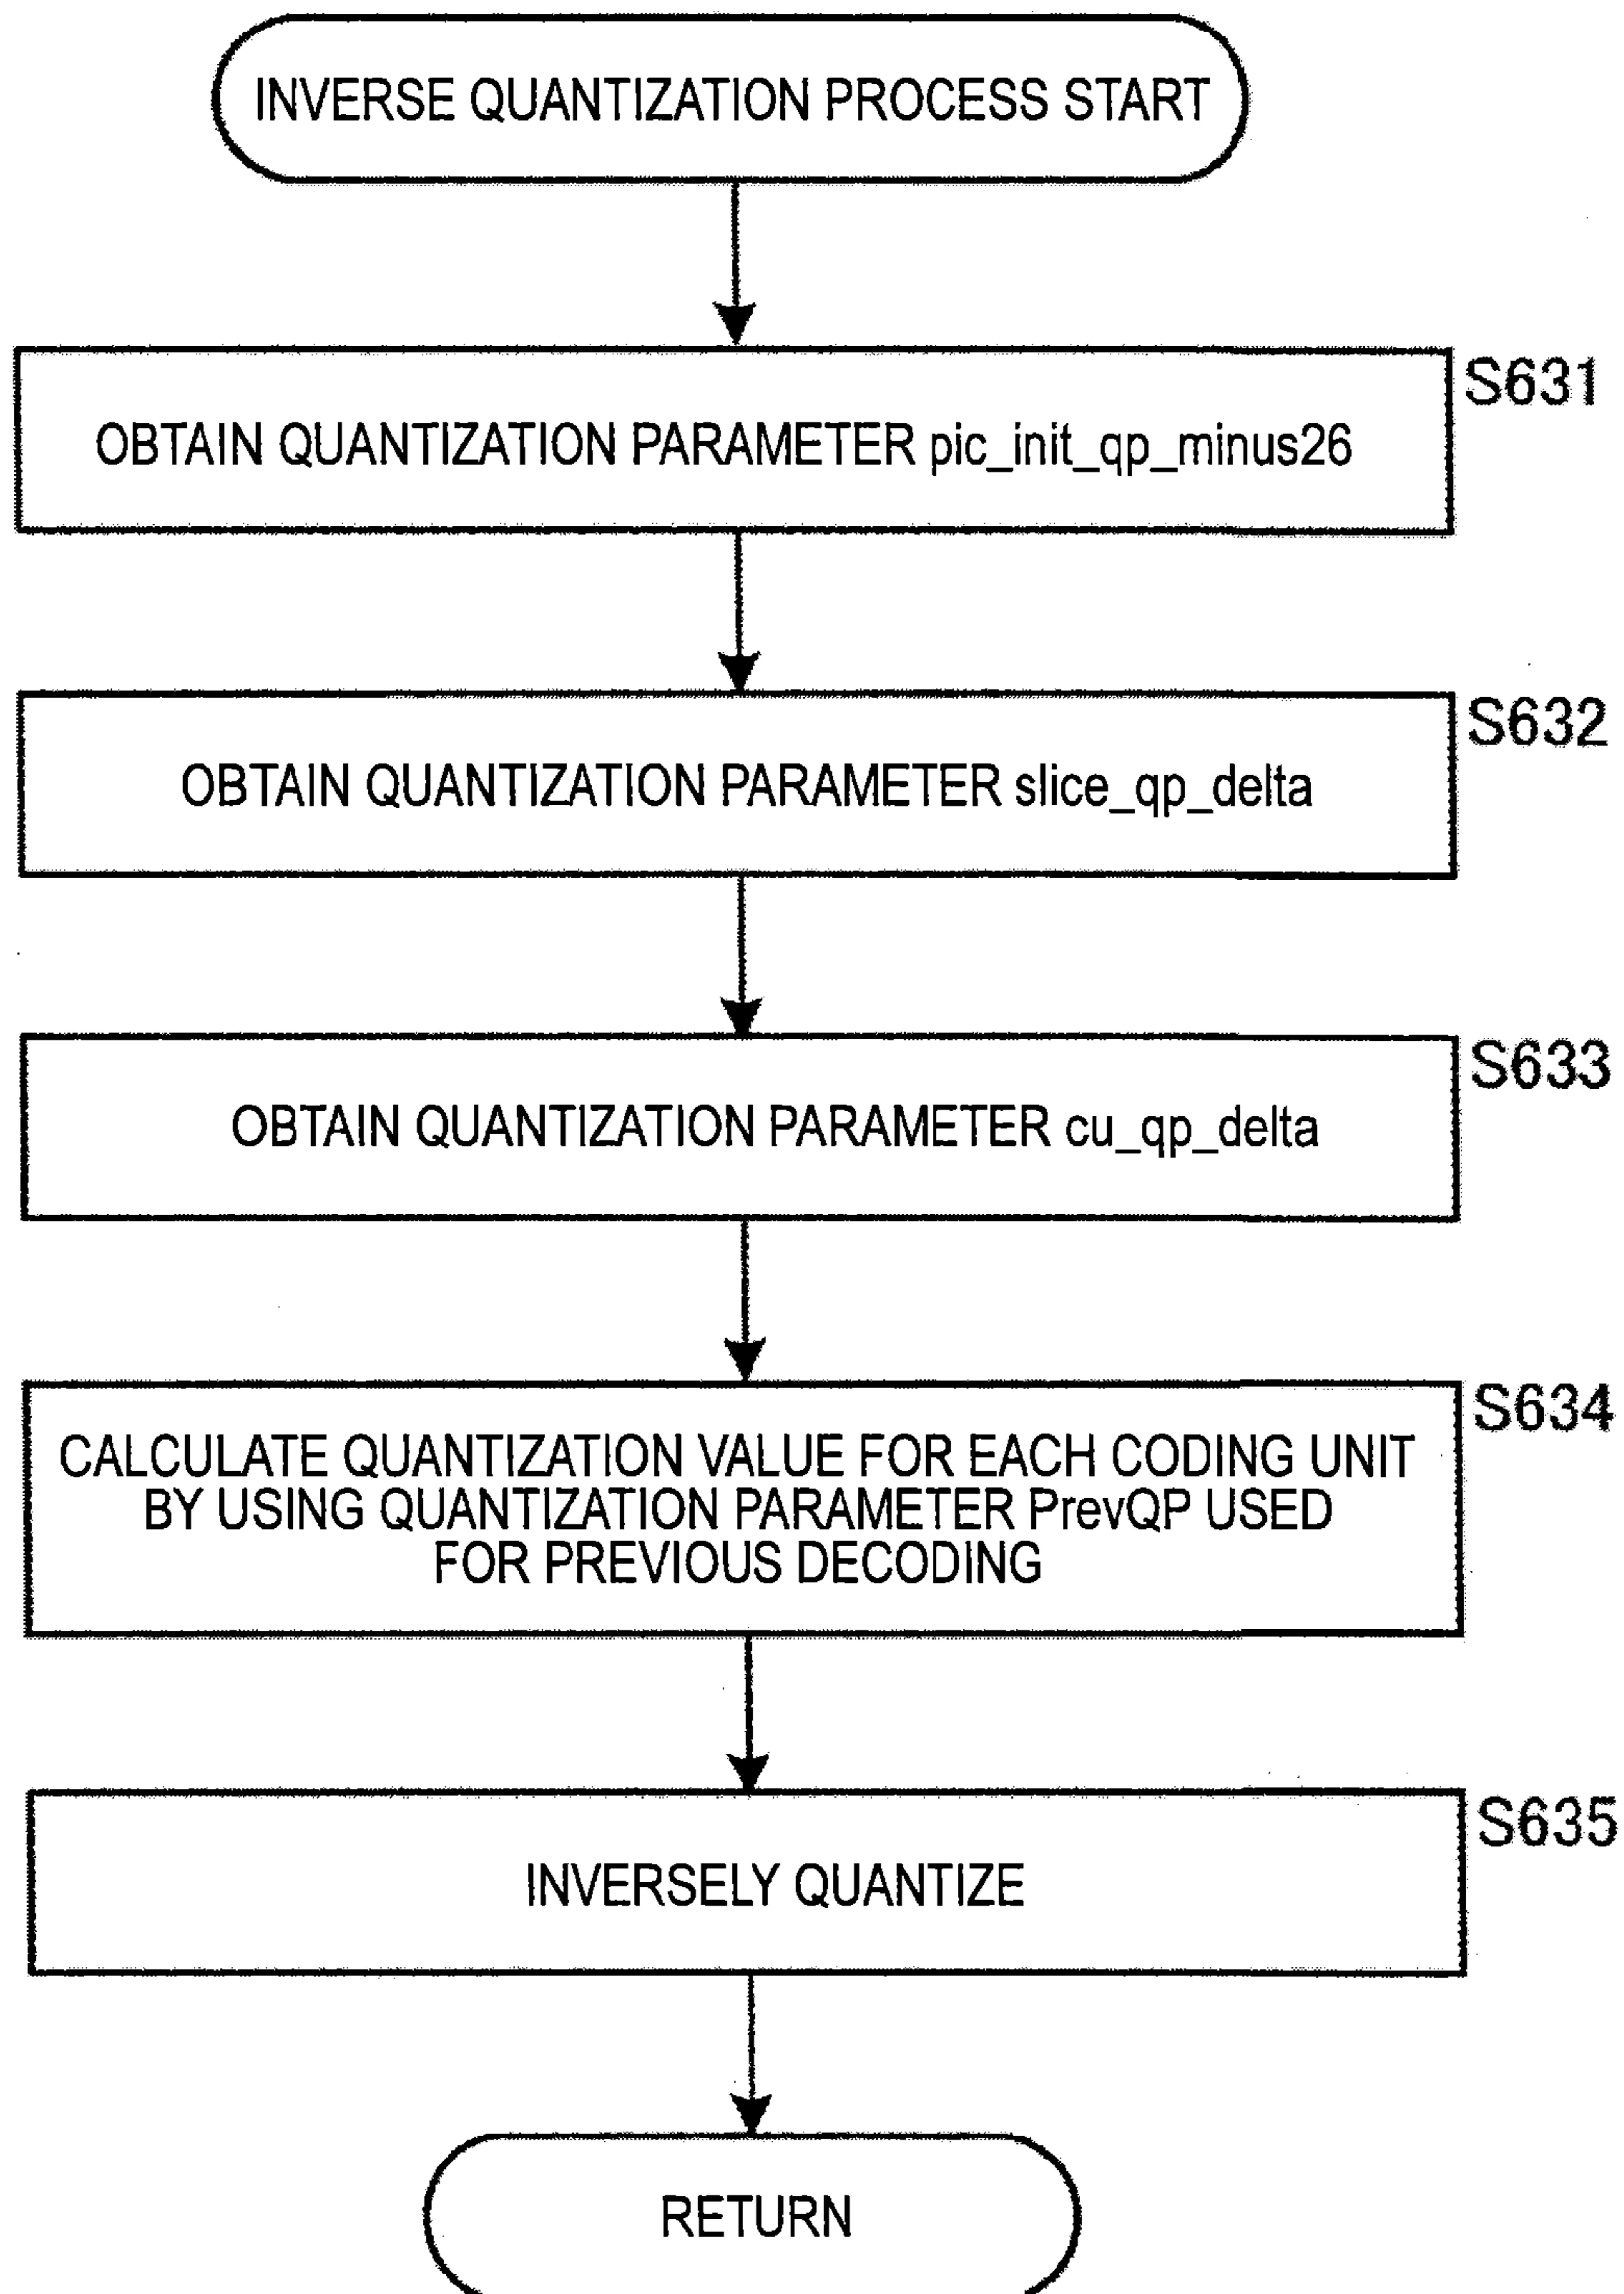 INVERSE QUANTIZATION PROCESS START
S631
OBTAIN QUANTIZATION PARAMETER pic_init_qp_minus26
S632
OBTAIN QUANTIZATION PARAMETER slice_qp_delta
S633
OBTAIN QUANTIZATION PARAMETER cu_qp_delta
S634
CALCULATE QUANTIZATION VALUE FOR EACH CODING UNIT
BY USING QUANTIZATION PARAMETER PrevQP USED
FOR PREVIOUS DECODING
S635
INVERSELY QUANTIZE
RETURN